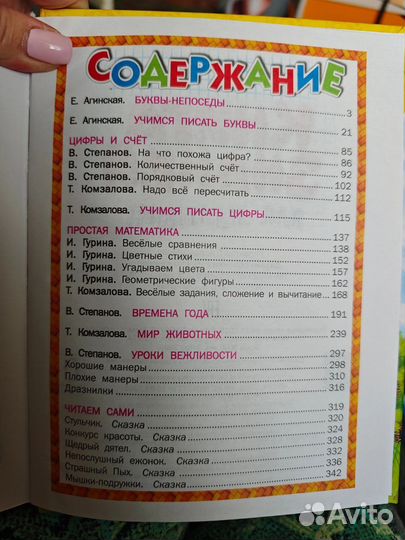 СОДЕРЖАНИЕ
Е. Агинская. БУКВЫ-НЕПОСЕДЫ 3
Е. Агинская. УЧИМСЯ ПИСАТЬ БУКВЫ 21
ЦИФРЫ И СЧЁТ 85
В. Степанов. На что похожа цифра? 86
В. Степанов. Количественный счёт 92
В. Степанов. Порядковый счёт 102
Т. Комзалова. Надо всё пересчитать 112
Т. Комзалова. УЧИМСЯ ПИСАТЬ ЦИФРЫ 115
ПРОСТАЯ МАТЕМАТИКА 137
И. Гурина. Весёлые сравнения 138
И. Гурина. Цветные стихи 152
И. Гурина. Угадываем цвета 157
И. Гурина. Геометрические фигуры 162
Т. Комзалова. Весёлые задания, сложение и вычитание 168
В. Степанов. ВРЕМЕНА ГОДА 191
Т. Комзалова. МИР ЖИВОТНЫХ 239
В. Степанов. УРОКИ ВЕЖЛИВОСТИ 297
Хорошие манеры 298
Плохие манеры 310
Дразнилки 316
ЧИТАЕМ САМИ 319
Стульчик. Сказка 320
Конкурс красоты. Сказка 324
Щедрый дятел. Сказка 328
Непослушный ежонок. Сказка 332
Страшный Пых. Сказка 336
Мышки-подружки. Сказка 342
Avito